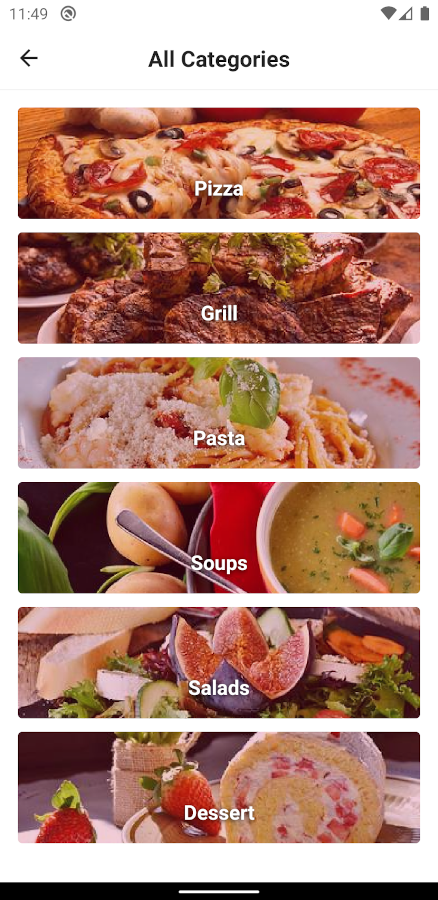 11:49
All Categories
Pizza
Grill
Pasta
Soups
Salads
Dessert